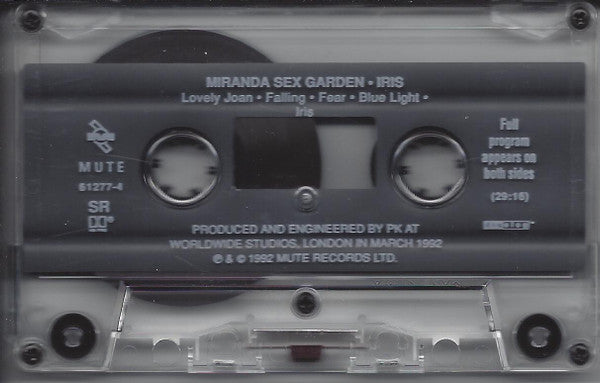 MIRANDA SEX GARDEN • IRIS
Lovely Joan • Falling • Fear • Blue Light •
Iris
MUTE
61277-4
SR
Full
program
appears on
both sides
(29:16)
PRODUCED AND ENGINEERED BY PK AT
WORLDWIDE STUDIOS, LONDON IN MARCH 1992
℗ & © 1992 MUTE RECORDS LTD.